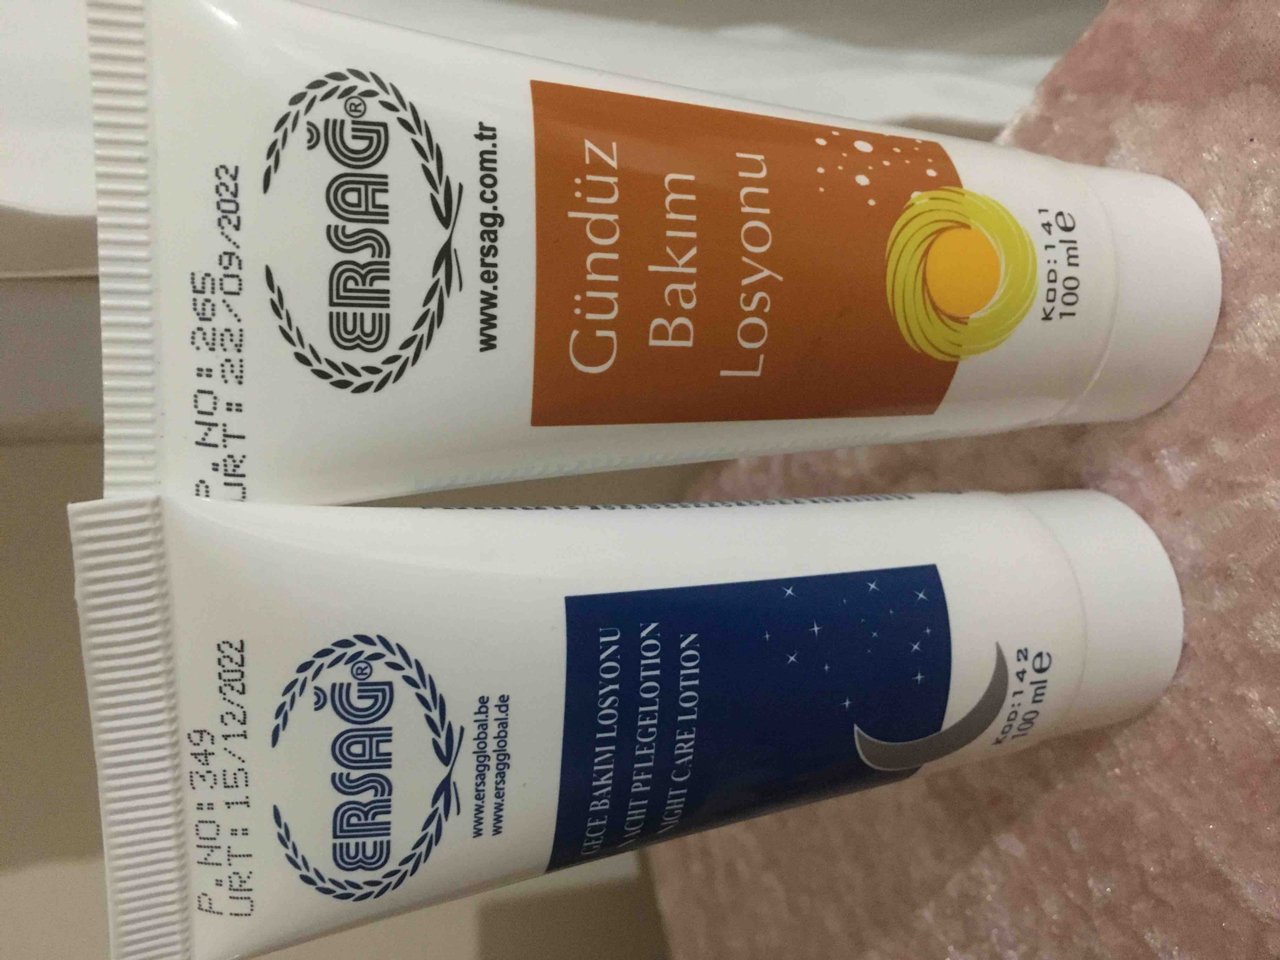 P.NO:265
URT:22/09/2022
ERSAĞ®
www.ersag.com.tr
Gündüz
Bakım
Losyonu
KOD:141
100 ml e
P.NO:349
URT:15/12/2022
ERSAĞ®
www.ersagglobal.be
www.ersagglobal.de
GECE BAKIM LOSYONU
NACHT PFLEGELOTION
NIGHT CARE LOTION
KOD:142
100 ml e